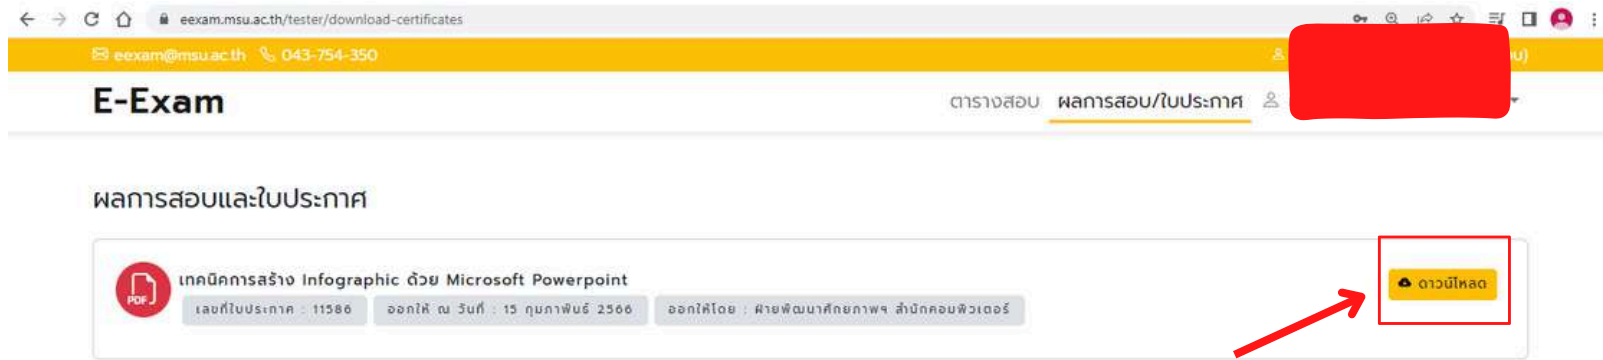 eexam.msu.ac.th/tester/download-certificates
eexam@msu.ac.th 043-754-350
E-Exam
ตารางสอบ ผลการสอบ/ใบประกาศ
ผลการสอบและใบประกาศ
เทคนิคการสร้าง Infographic ด้วย Microsoft Powerpoint
PDF
เลขที่ใบประกาศ : 11586 ออกให้ ณ วันที่ : 15 กุมภาพันธ์ 2566 ออกให้โดย : ฝ่ายพัฒนาศักยภาพฯ สำนักคอมพิวเตอร์
ดาวน์โหลด